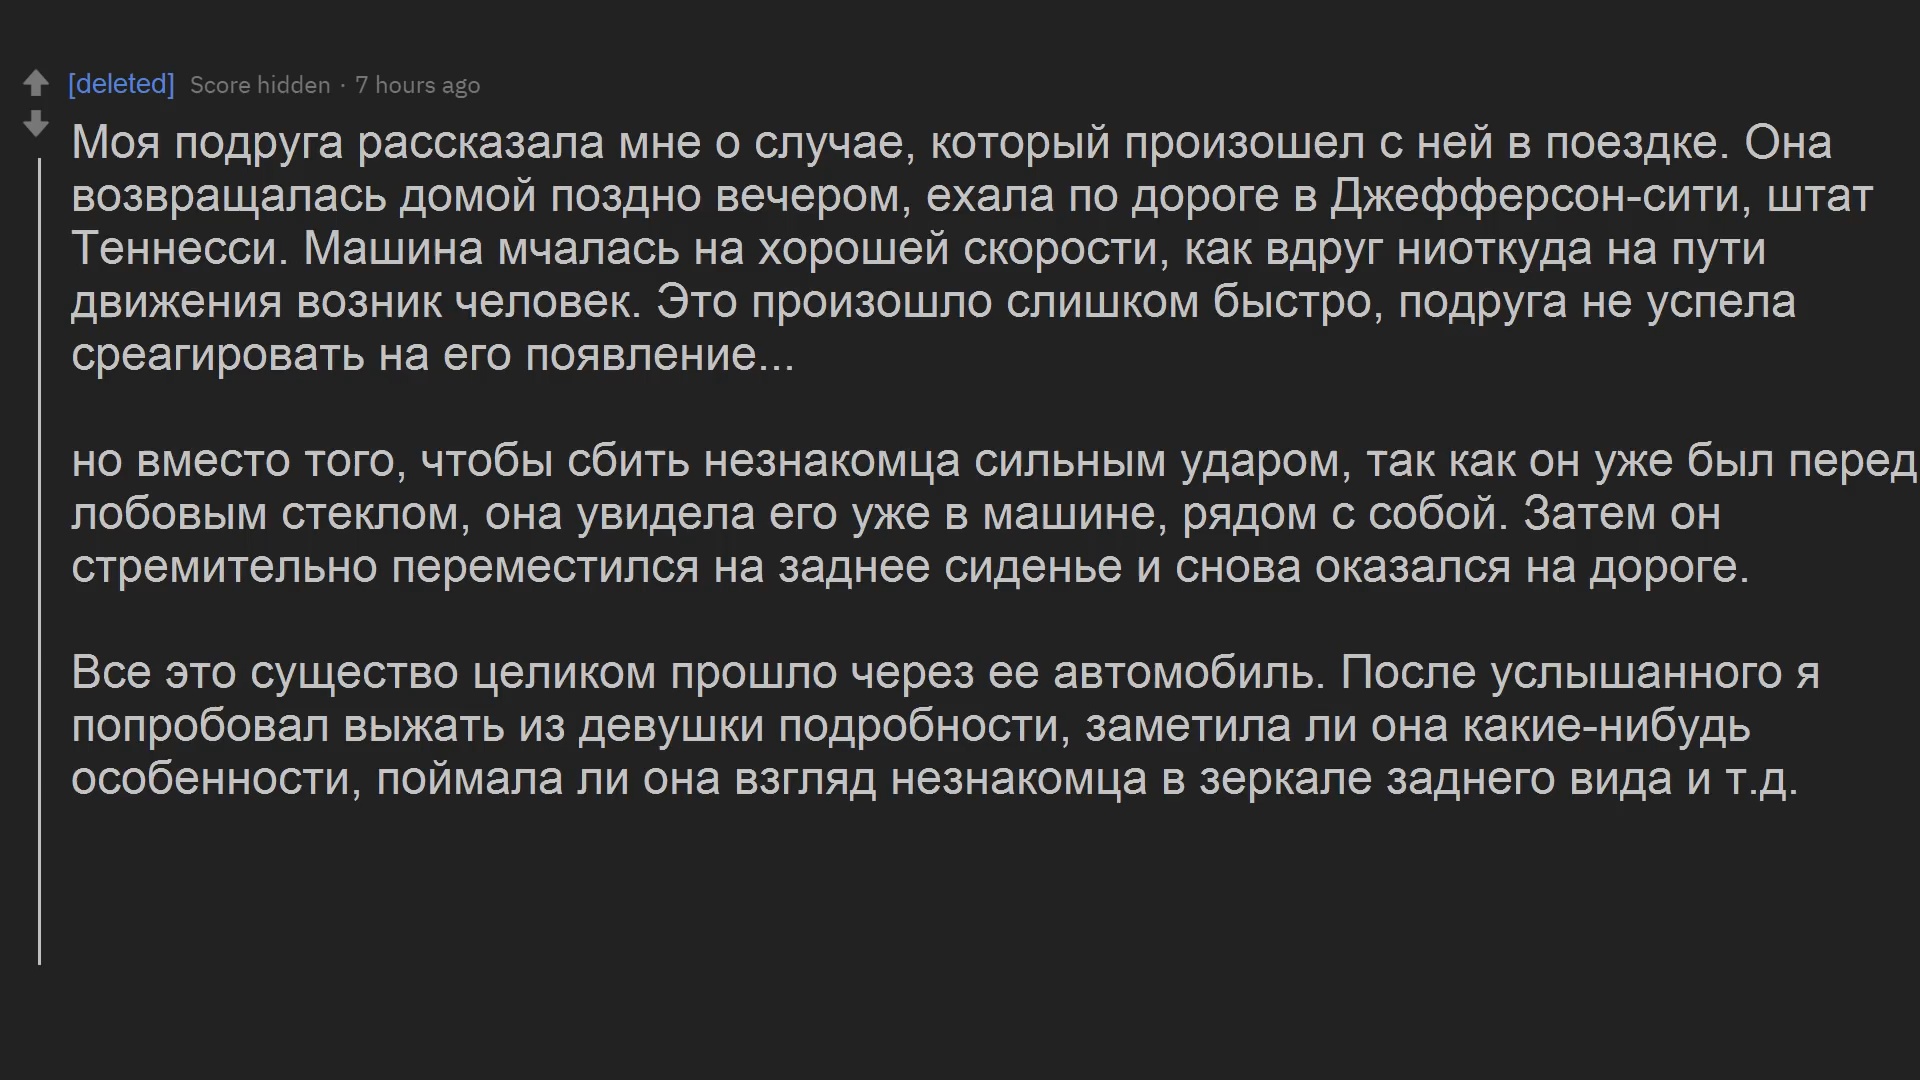 [deleted] Score hidden · 7 hours ago
Моя подруга рассказала мне о случае, который произошел с ней в поездке. Она
возвращалась домой поздно вечером, ехала по дороге в Джефферсон-сити, штат
Теннесси. Машина мчалась на хорошей скорости, как вдруг ниоткуда на пути
движения возник человек. Это произошло слишком быстро, подруга не успела
среагировать на его появление...
но вместо того, чтобы сбить незнакомца сильным ударом, так как он уже был перед
лобовым стеклом, она увидела его уже в машине, рядом с собой. Затем он
стремительно переместился на заднее сиденье и снова оказался на дороге.
Все это существо целиком прошло через ее автомобиль. После услышанного я
попробовал выжать из девушки подробности, заметила ли она какие-нибудь
особенности, поймала ли она взгляд незнакомца в зеркале заднего вида и т.д.